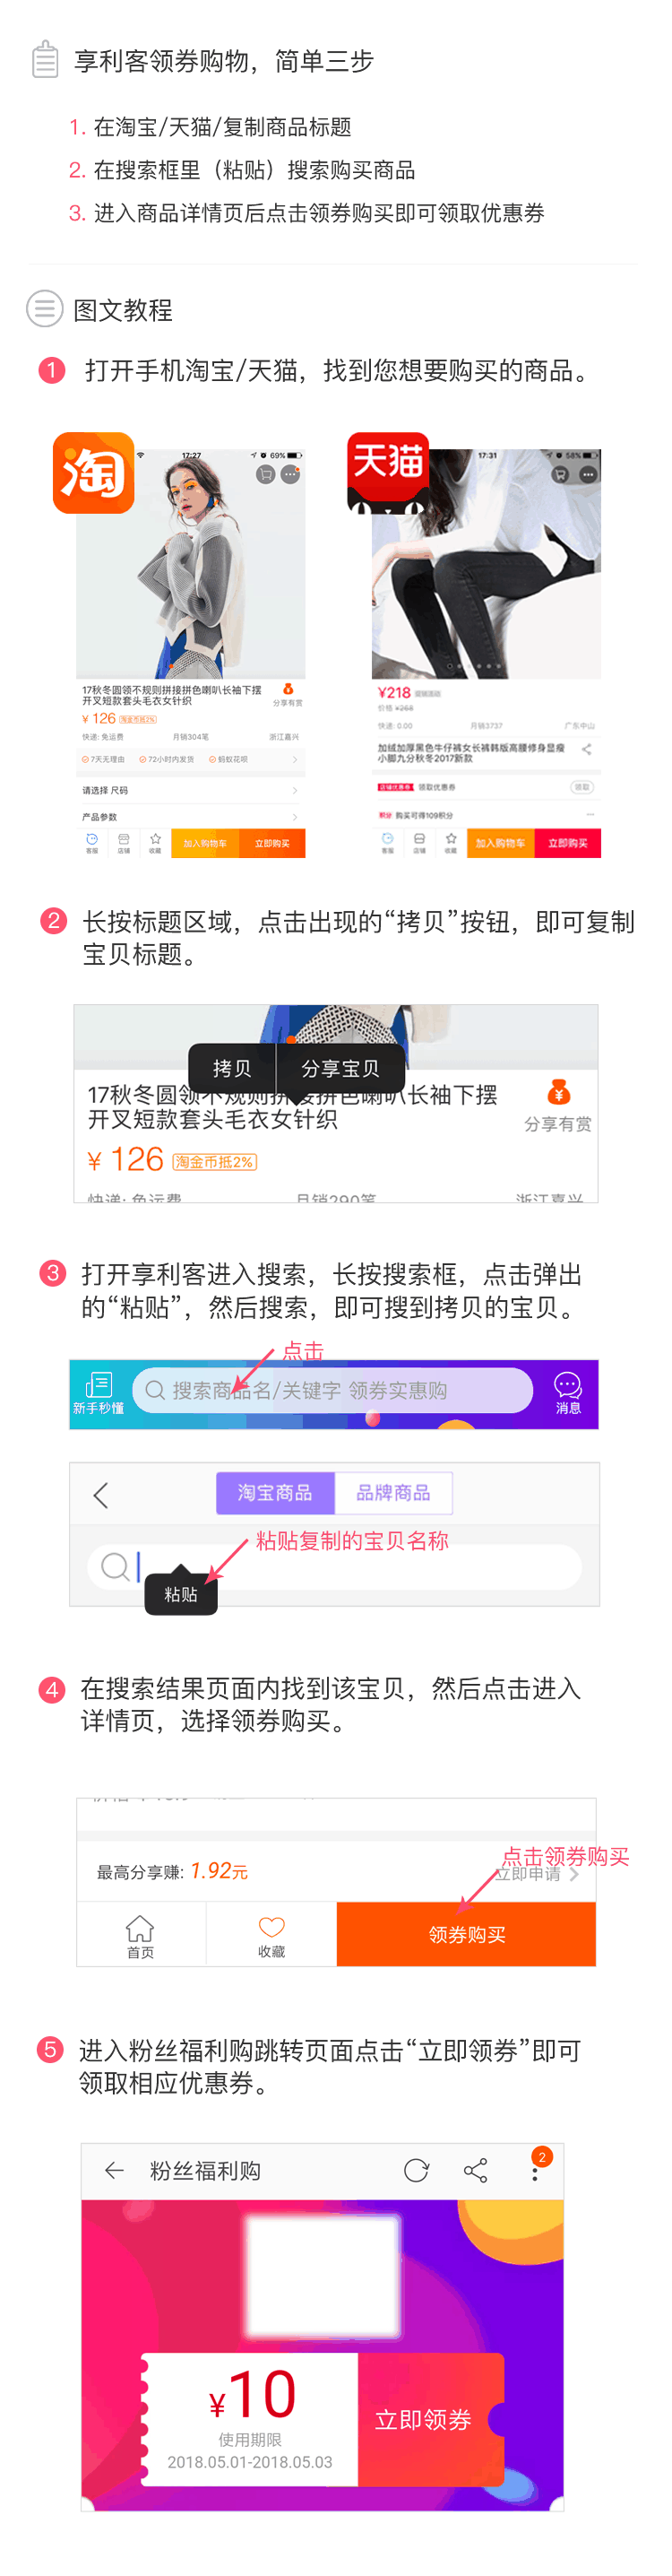 享利客领券购物，简单三步
1. 在淘宝/天猫/复制商品标题
2. 在搜索框里（粘贴）搜索购买商品
3. 进入商品详情页后点击领券购买即可领取优惠券
图文教程
1 打开手机淘宝/天猫，找到您想要购买的商品。
淘
17:27
69%
17秋冬圆领不规则拼接拼色喇叭长袖下摆
开叉短款套头毛衣女针织
分享有赏
¥ 126 淘金币抵2%
快递: 免运费 月销304笔 浙江嘉兴
7天无理由 72小时内发货 蚂蚁花呗
请选择 尺码
产品参数
客服 店铺 收藏 加入购物车 立即购买
天猫
17:31
58%
¥218
价格 ¥266
快递: 0.00 月销3737 广东中山
加绒加厚黑色牛仔裤女长裤韩版高腰修身显瘦
小脚九分秋冬2017新款
店铺优惠券 领取优惠券 领取
积分 购买可得109积分
客服 店铺 收藏 加入购物车 立即购买
2 长按标题区域，点击出现的“拷贝”按钮，即可复制
宝贝标题。
拷贝 分享宝贝
17秋冬圆领不规则拼接拼色喇叭长袖下摆
开叉短款套头毛衣女针织
分享有赏
¥ 126 淘金币抵2%
快递: 免运费 月销290笔 浙江嘉兴
3 打开享利客进入搜索，长按搜索框，点击弹出
的“粘贴”，然后搜索，即可搜到拷贝的宝贝。
点击
新手秒懂 搜索商品名/关键字 领券实惠购 消息
淘宝商品 品牌商品
粘贴复制的宝贝名称
粘贴
4 在搜索结果页面内找到该宝贝，然后点击进入
详情页，选择领券购买。
点击领券购买
最高分享赚: 1.92元 立即申请
首页 收藏 领券购买
5 进入粉丝福利购跳转页面点击“立即领券”即可
领取相应优惠券。
粉丝福利购 2
¥10
使用期限
2018.05.01-2018.05.03
立即领券